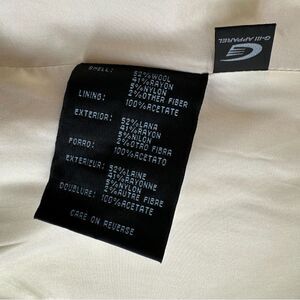 G-III APPAREL
SHELL: 52%WOOL
41%RAYON
5%NYLON
2%OTHER FIBRA
LINING: 100%ACETATE
EXTERIOR: 52%LANA
41%RAYON
5%NILON
2%OTRO FIBRA
FORRO: 100%ACETATO
EXTERIEUR: 52%LAINE
41%RAYONNE
5%NYLON
2%AUTRE FIBRE
DOUBLURE: 100%ACETATE
CARE ON REVERSE